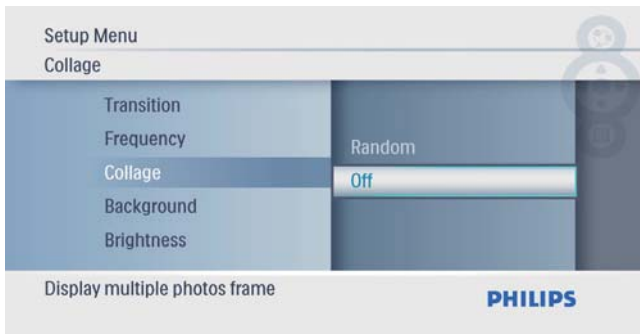 Setup Menu
Collage
Transition
Frequency
Collage
Background
Brightness
Random
Off
Display multiple photos frame
PHILIPS